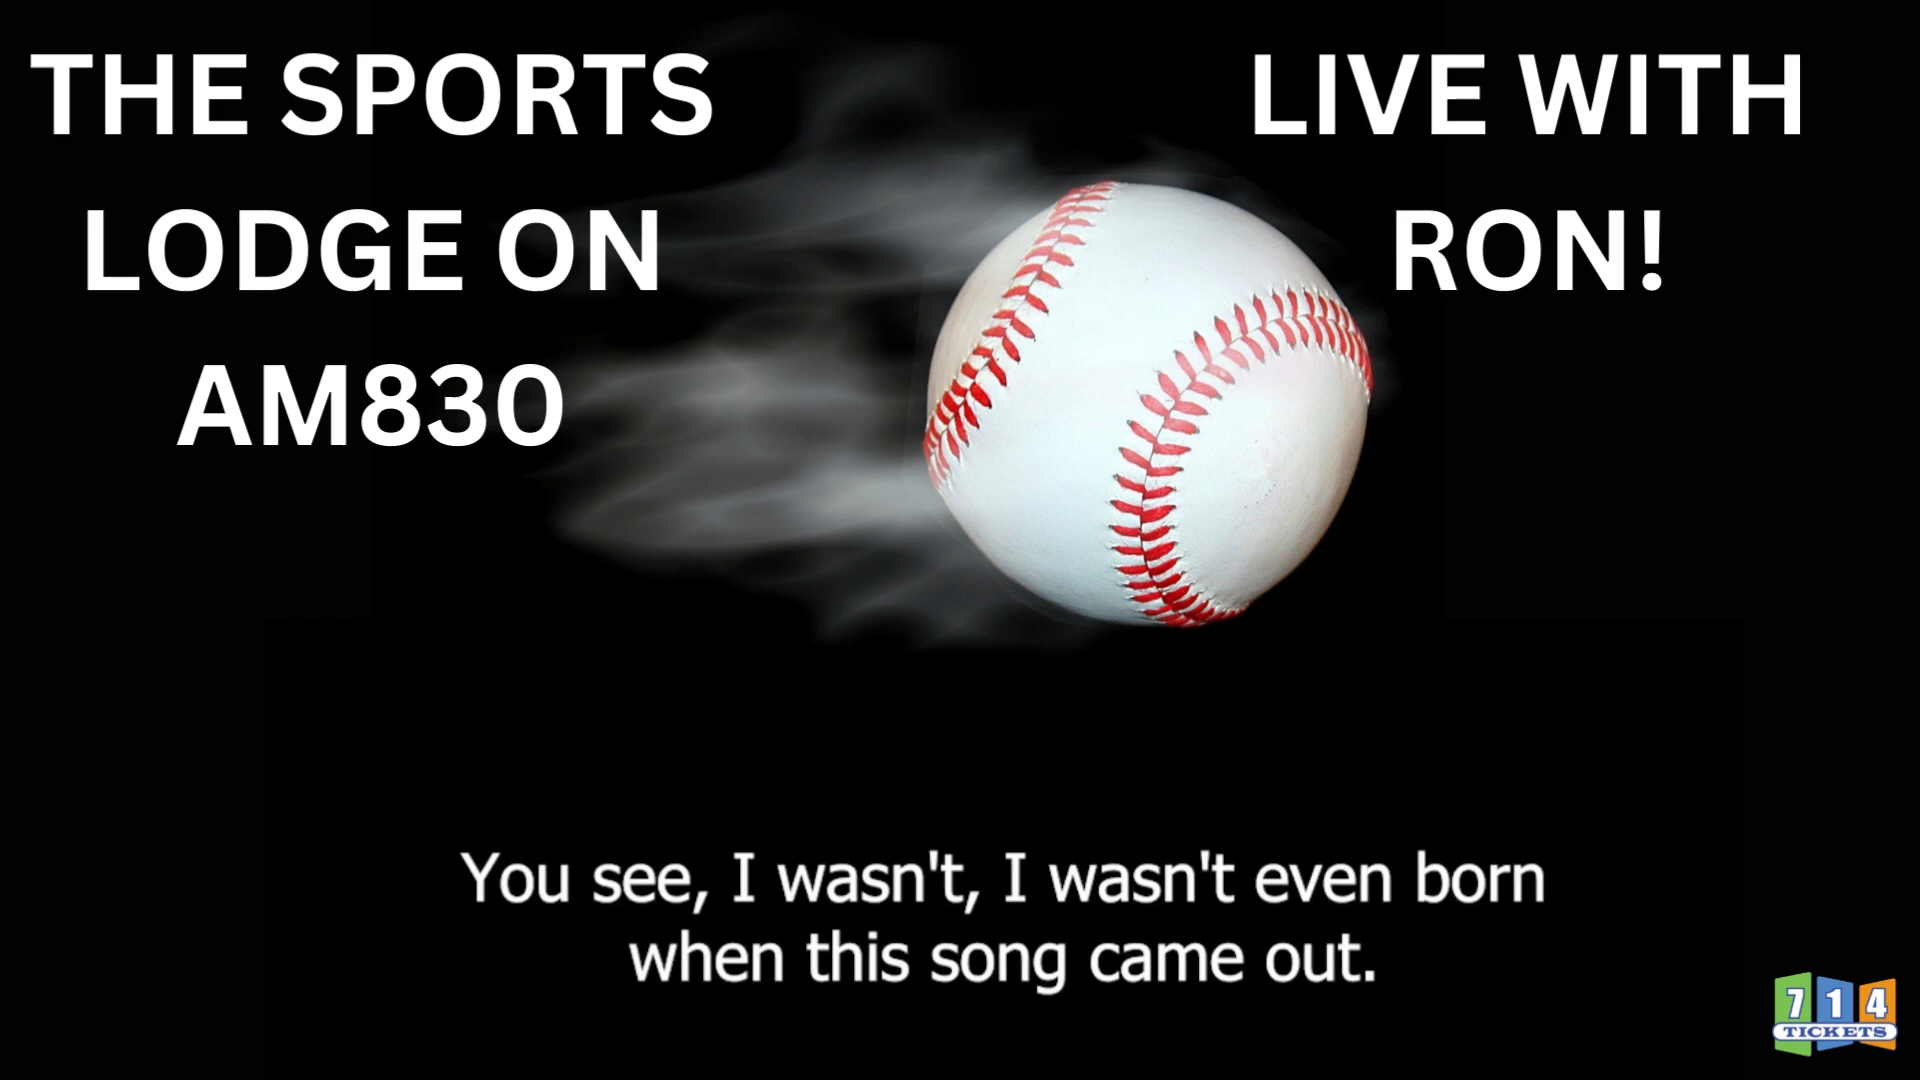 THE SPORTS
LODGE ON
AM830
LIVE WITH
RON!
You see, I wasn't, I wasn't even born
when this song came out.
714
TICKETS